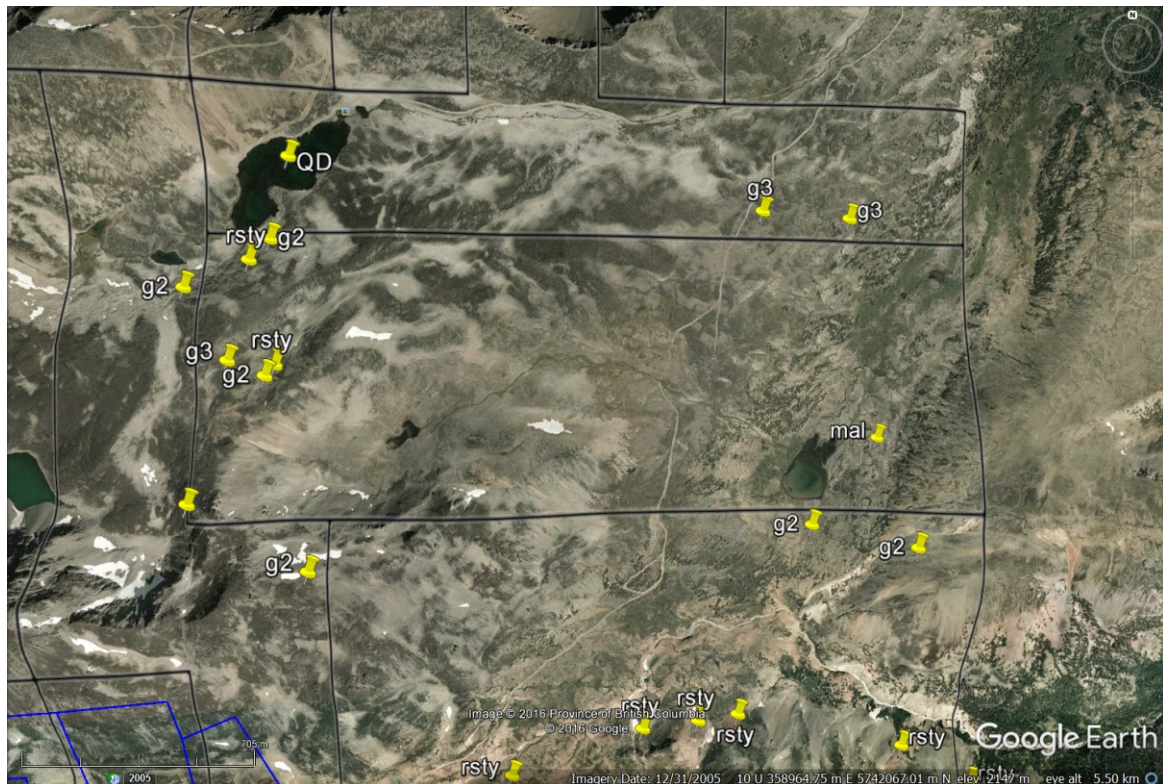 N
QD
g3
g3
rsty
g2
g2
rsty
g3
g2
mal
g2
g2
g2
rsty
rsty
rsty
rsty
rsty
rsty
Image © 2016 Province of British Columbia
© 2016 Google
Google Earth
705 m
2005
Imagery Date: 12/31/2005 10 U 358964.75 m E 5742067.01 m N elev 2147 m eye alt 5.50 km